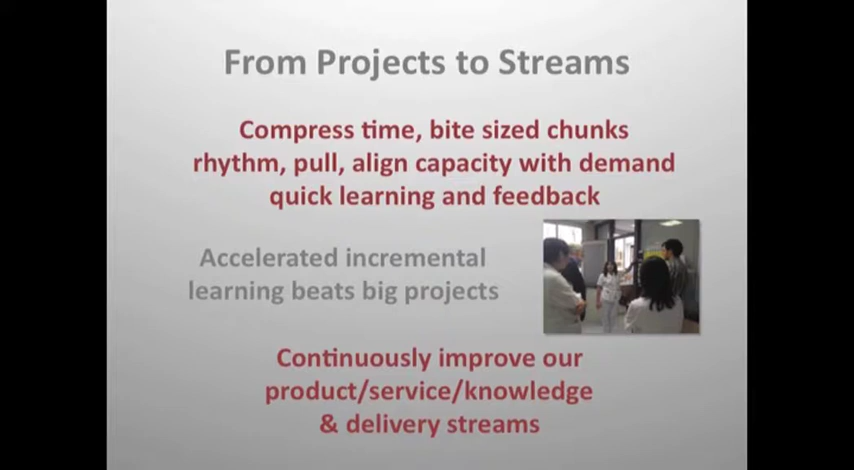 From Projects to Streams
Compress time, bite sized chunks
rhythm, pull, align capacity with demand
quick learning and feedback
Accelerated incremental
learning beats big projects
Continuously improve our
product/service/knowledge
& delivery streams